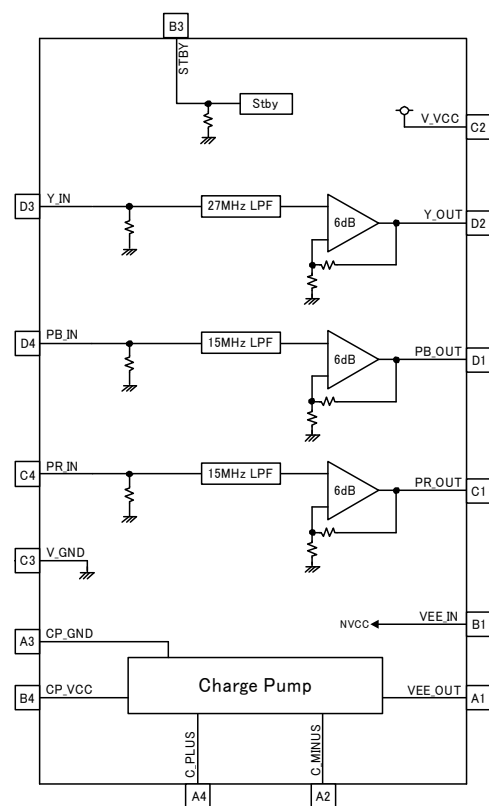 B3
STBY
Stby
V_VCC
C2
D3
Y_IN
27MHz LPF
6dB
Y_OUT
D2
D4
PB_IN
15MHz LPF
6dB
PB_OUT
D1
C4
PR_IN
15MHz LPF
6dB
PR_OUT
C1
C3
V_GND
NVCC
VEE_IN
B1
A3
CP_GND
B4
CP_VCC
Charge Pump
VEE_OUT
A1
C_PLUS
C_MINUS
A4
A2